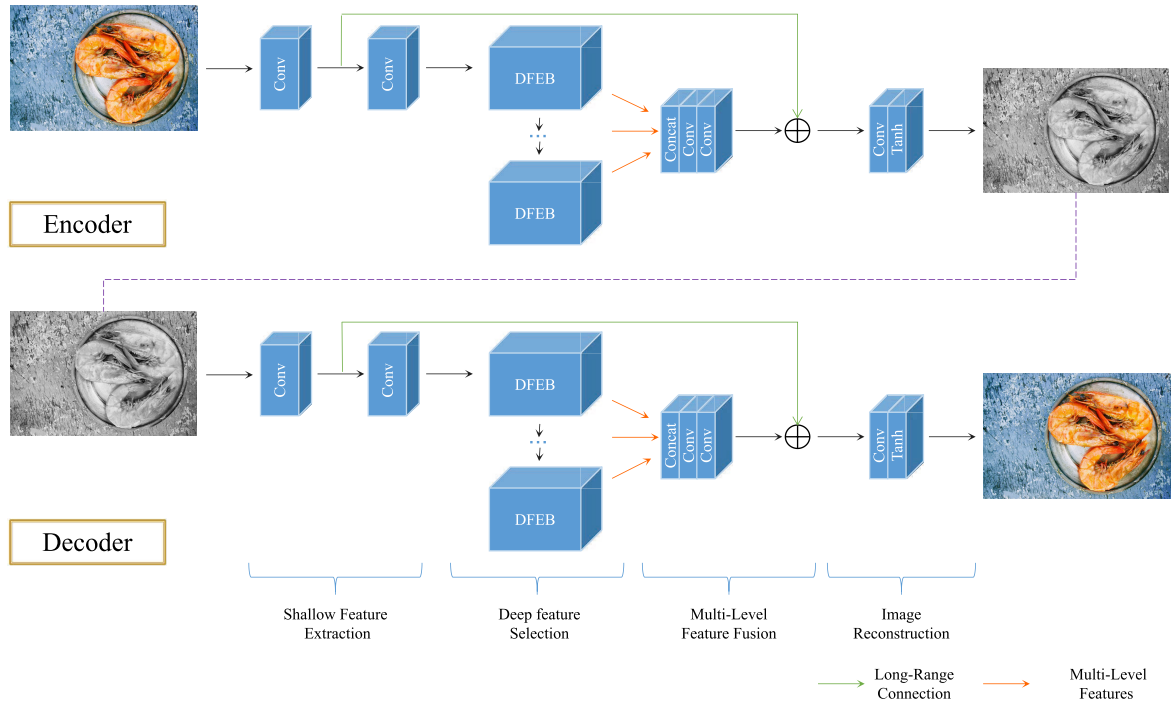 Conv
Conv
DFEB
...
DFEB
Concat
Conv
Conv
Conv
Tanh
Encoder
Conv
Conv
DFEB
...
DFEB
Concat
Conv
Conv
Conv
Tanh
Decoder
Shallow Feature
Extraction
Deep feature
Selection
Multi-Level
Feature Fusion
Image
Reconstruction
Long-Range
Connection
Multi-Level
Features